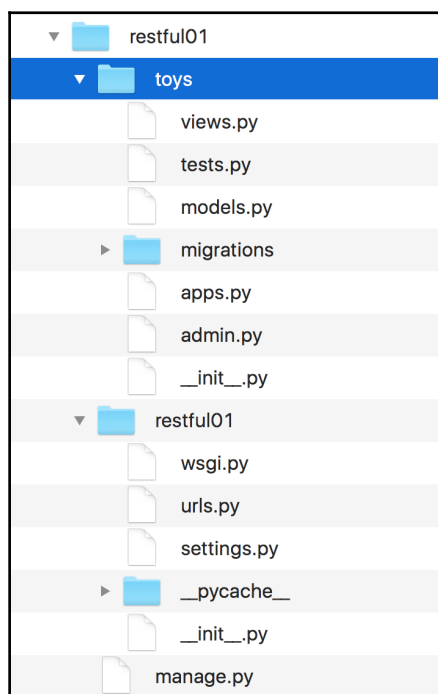 restful01
toys
views.py
tests.py
models.py
migrations
apps.py
admin.py
__init__.py
restful01
wsgi.py
urls.py
settings.py
__pycache__
__init__.py
manage.py